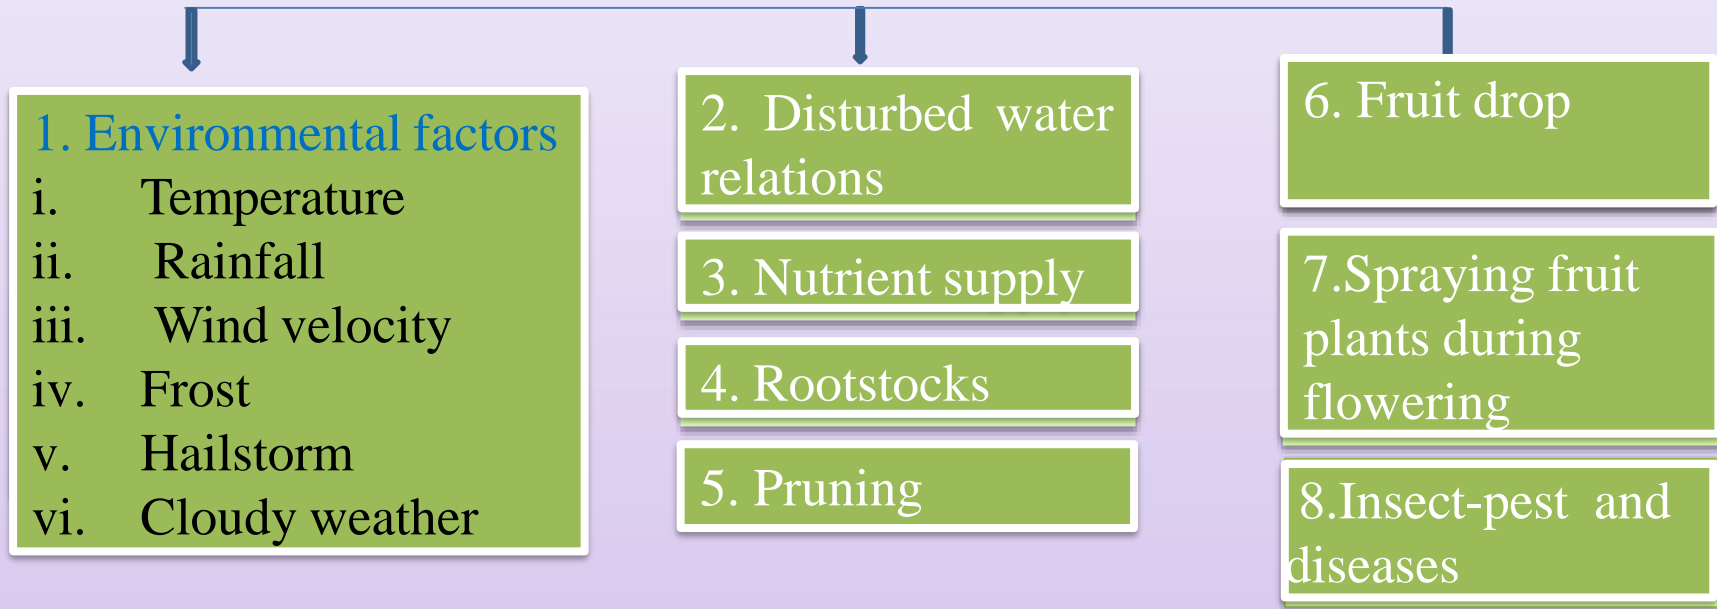 1. Environmental factors
i. Temperature
ii. Rainfall
iii. Wind velocity
iv. Frost
v. Hailstorm
vi. Cloudy weather
2. Disturbed water
relations
3. Nutrient supply
4. Rootstocks
5. Pruning
6. Fruit drop
7.Spraying fruit
plants during
flowering
8.Insect-pest and
diseases